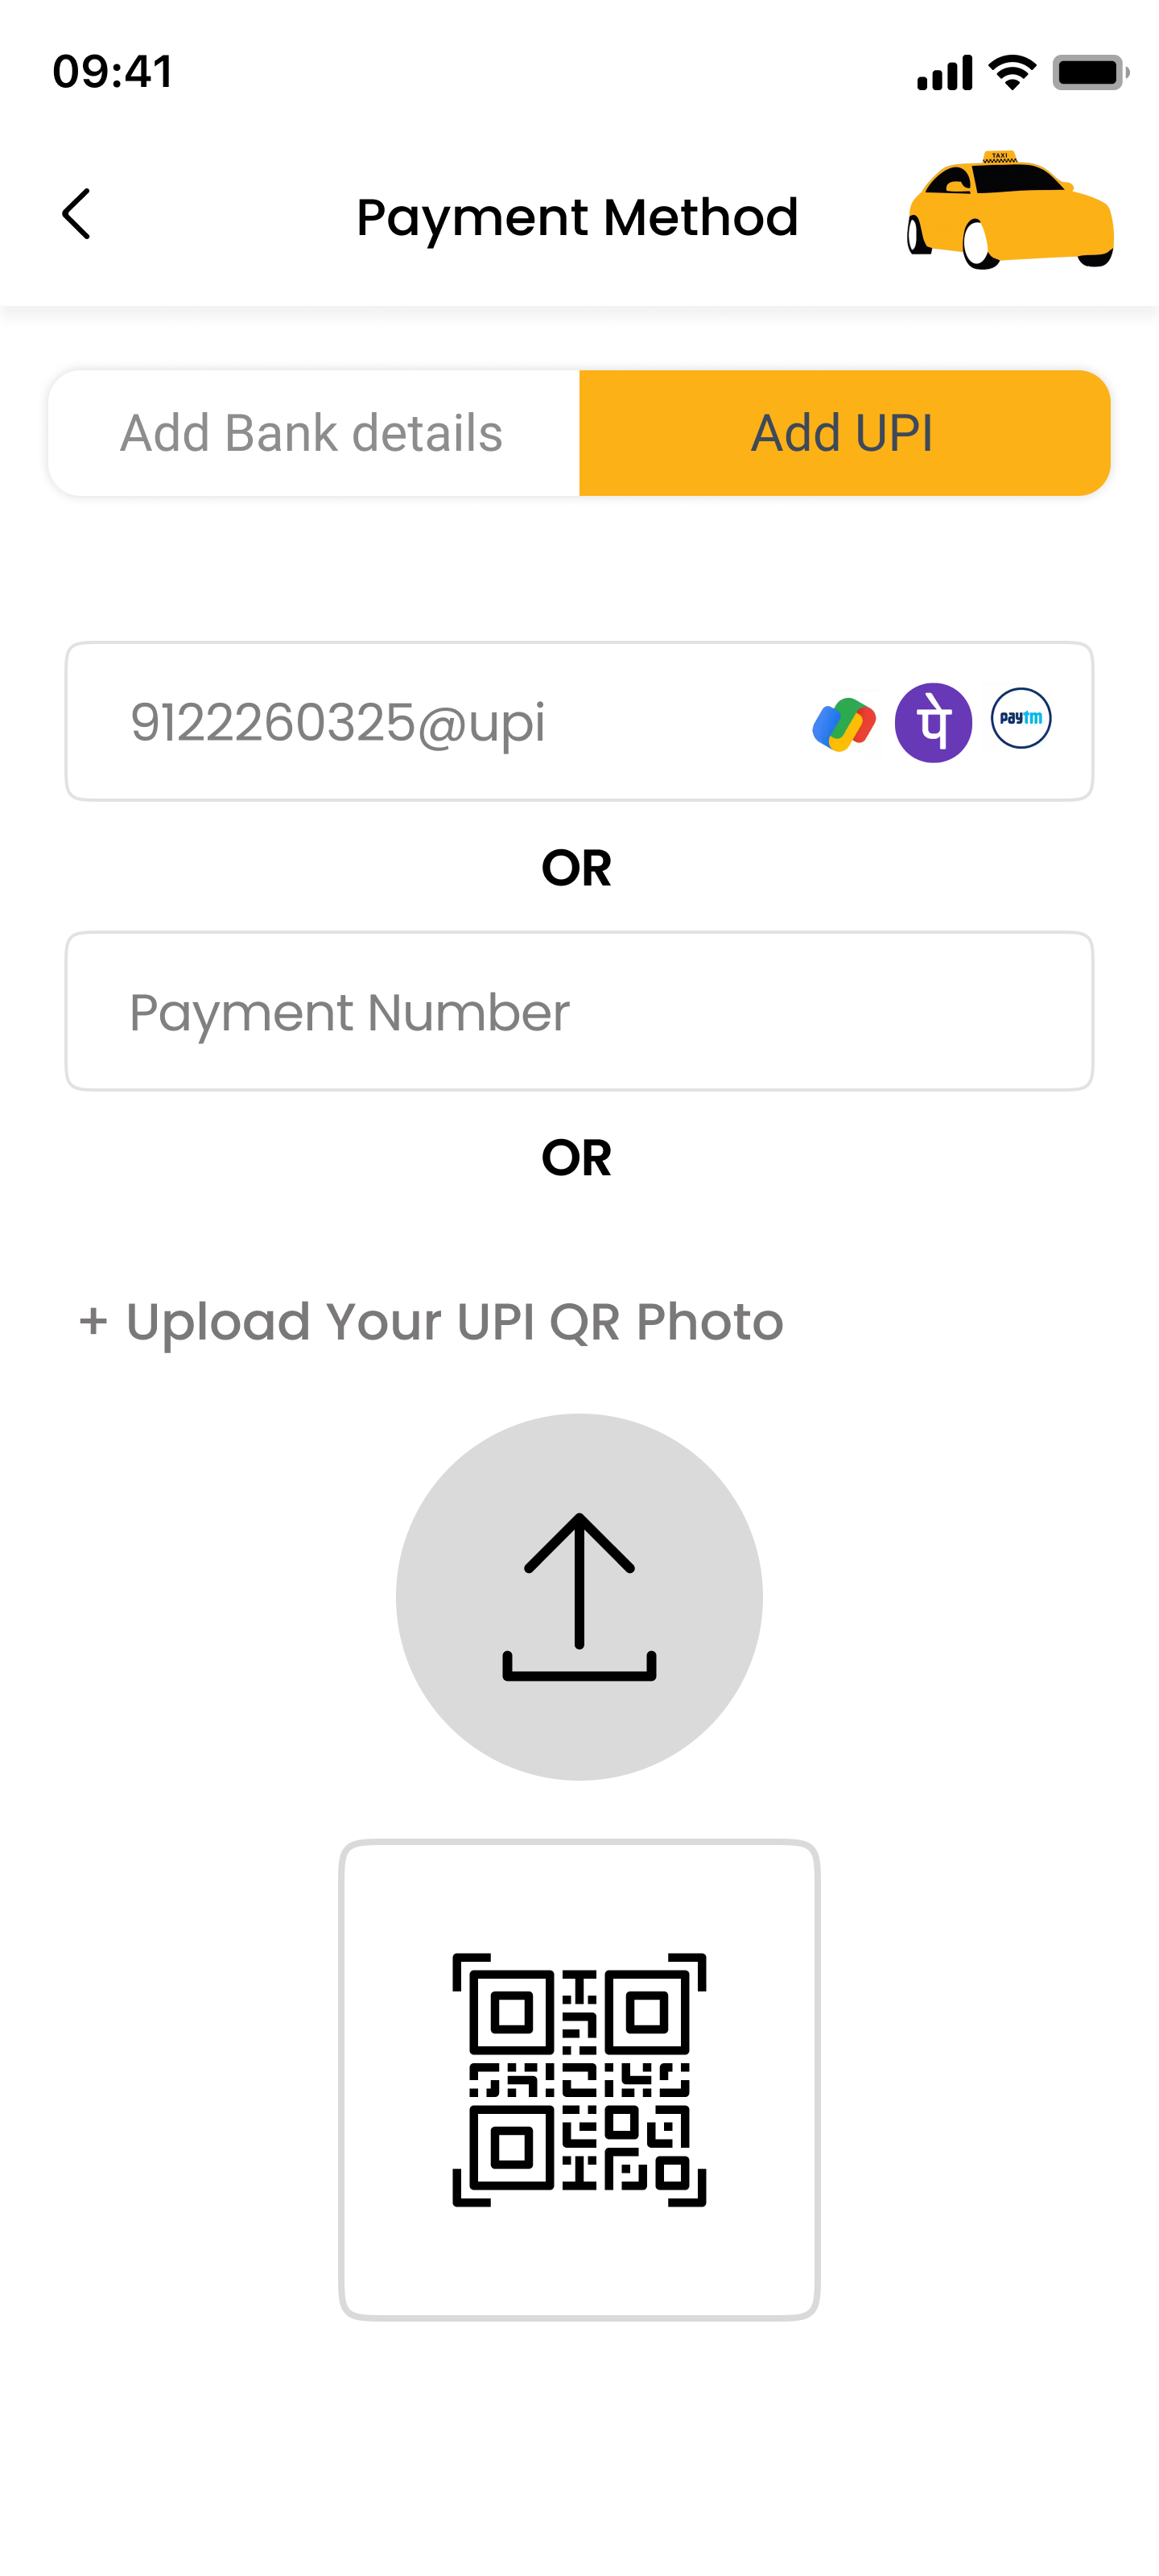 09:41
TAXI
Payment Method
Add Bank details
Add UPI
9122260325@upi
पे
paytm
OR
Payment Number
OR
+ Upload Your UPI QR Photo